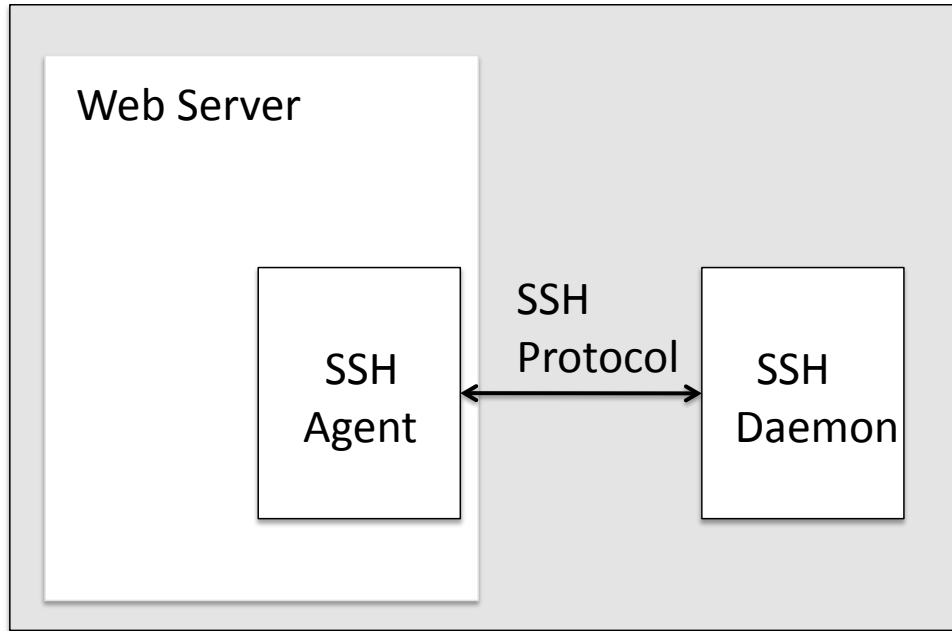 Web Server
SSH
Agent
SSH
Protocol
SSH
Daemon